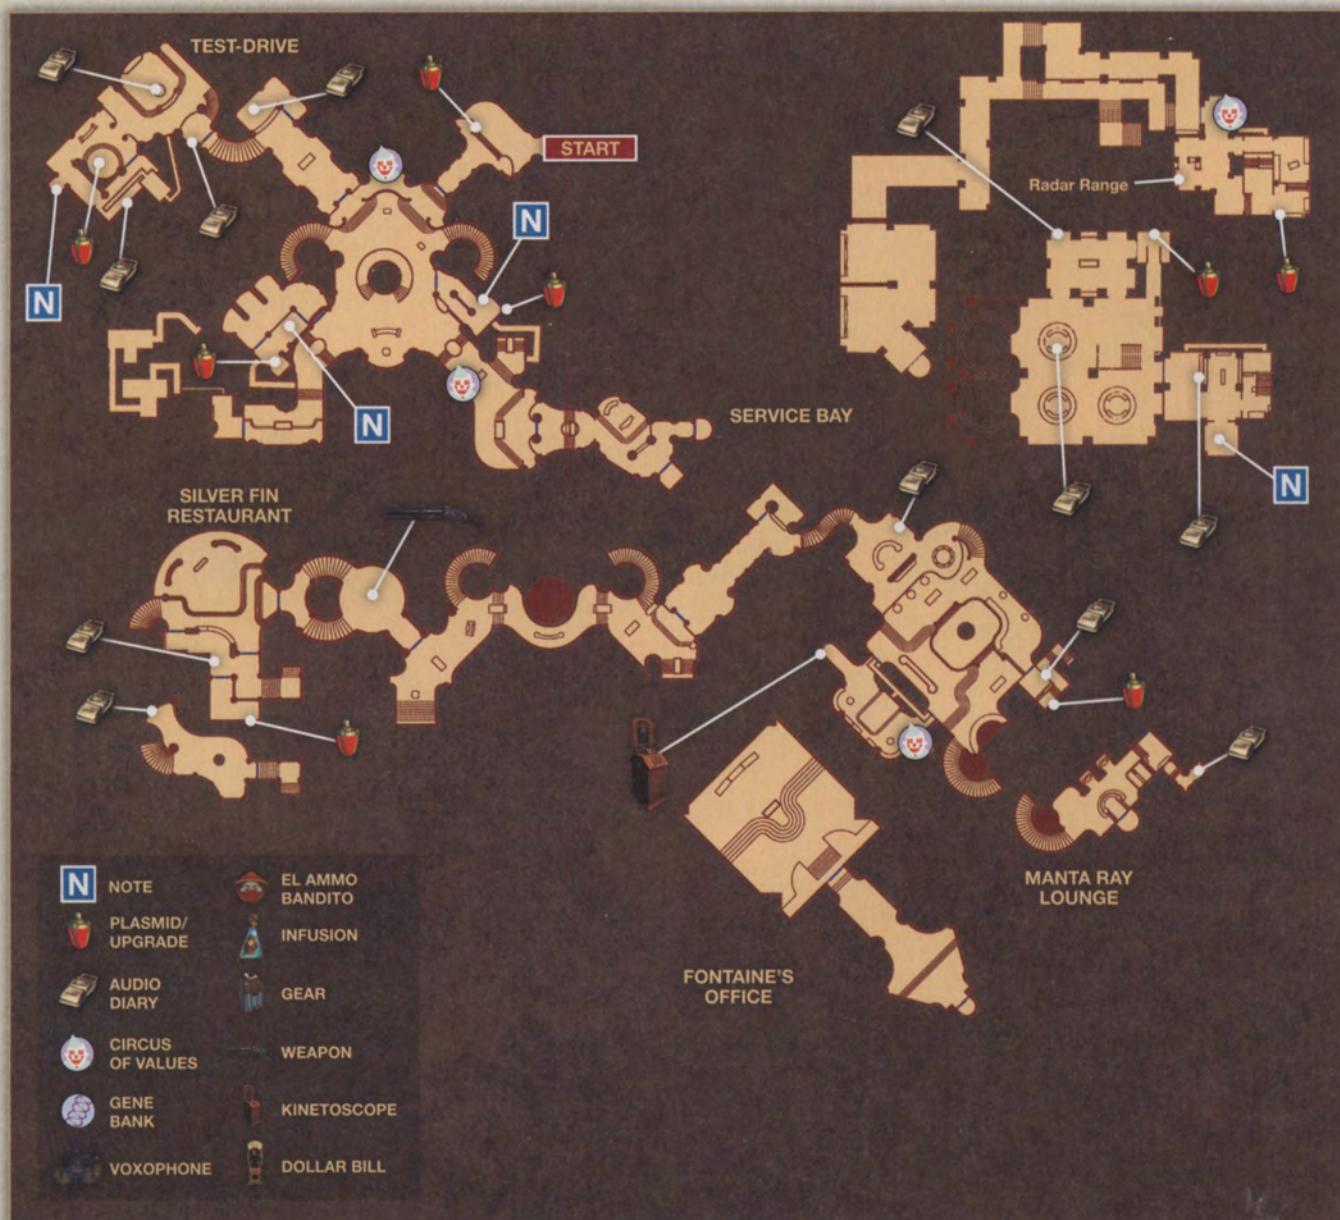 TEST-DRIVE
START
N
N
N
Radar Range
N
SERVICE BAY
SILVER FIN
RESTAURANT
MANTA RAY
LOUNGE
FONTAINE'S
OFFICE
N
NOTE
PLASMID/
UPGRADE
AUDIO
DIARY
CIRCUS
OF VALUES
GENE
BANK
VOXOPHONE
EL AMMO
BANDITO
INFUSION
GEAR
WEAPON
KINETOSCOPE
DOLLAR BILL